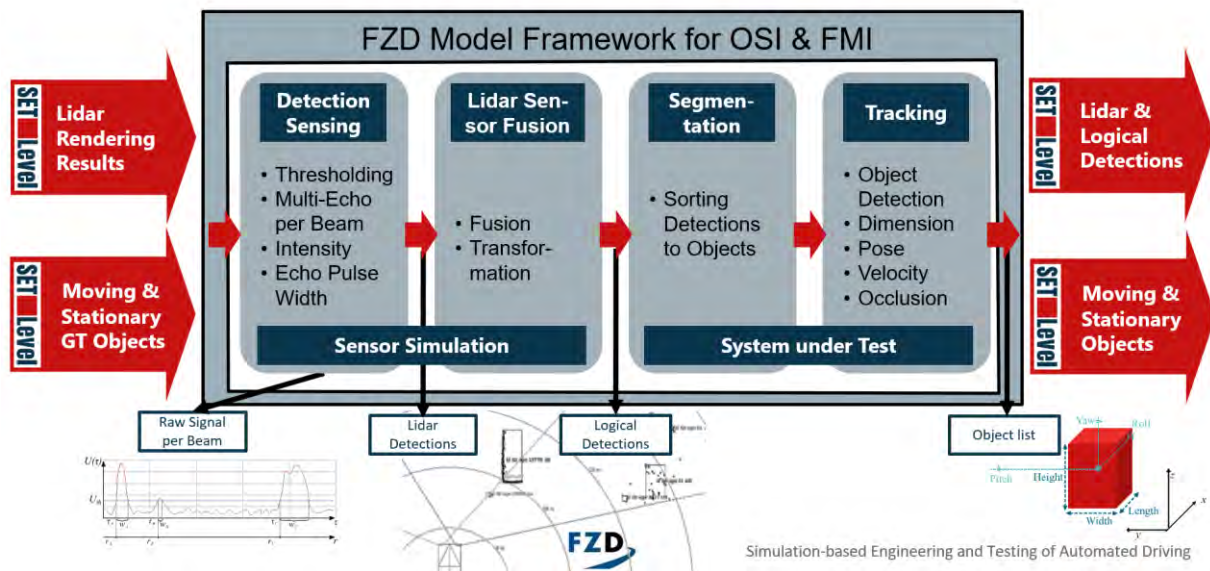 FZD Model Framework for OSI & FMI
SET Level
Lidar
Rendering
Results
SET Level
Moving &
Stationary
GT Objects
Detection
Sensing
• Thresholding
• Multi-Echo
per Beam
• Intensity
• Echo Pulse
Width
Lidar Sen-
sor Fusion
• Fusion
• Transfor-
mation
Sensor Simulation
Segmen-
tation
• Sorting
Detections
to Objects
Tracking
• Object
Detection
• Dimension
• Pose
• Velocity
• Occlusion
System under Test
SET Level
Lidar &
Logical
Detections
SET Level
Moving &
Stationary
Objects
Raw Signal
per Beam
Lidar
Detections
Logical
Detections
Object list
U(t)
Yaw
Roll
Pitch
Height
Width
Length
z
x
y
FZD
Simulation-based Engineering and Testing of Automated Driving